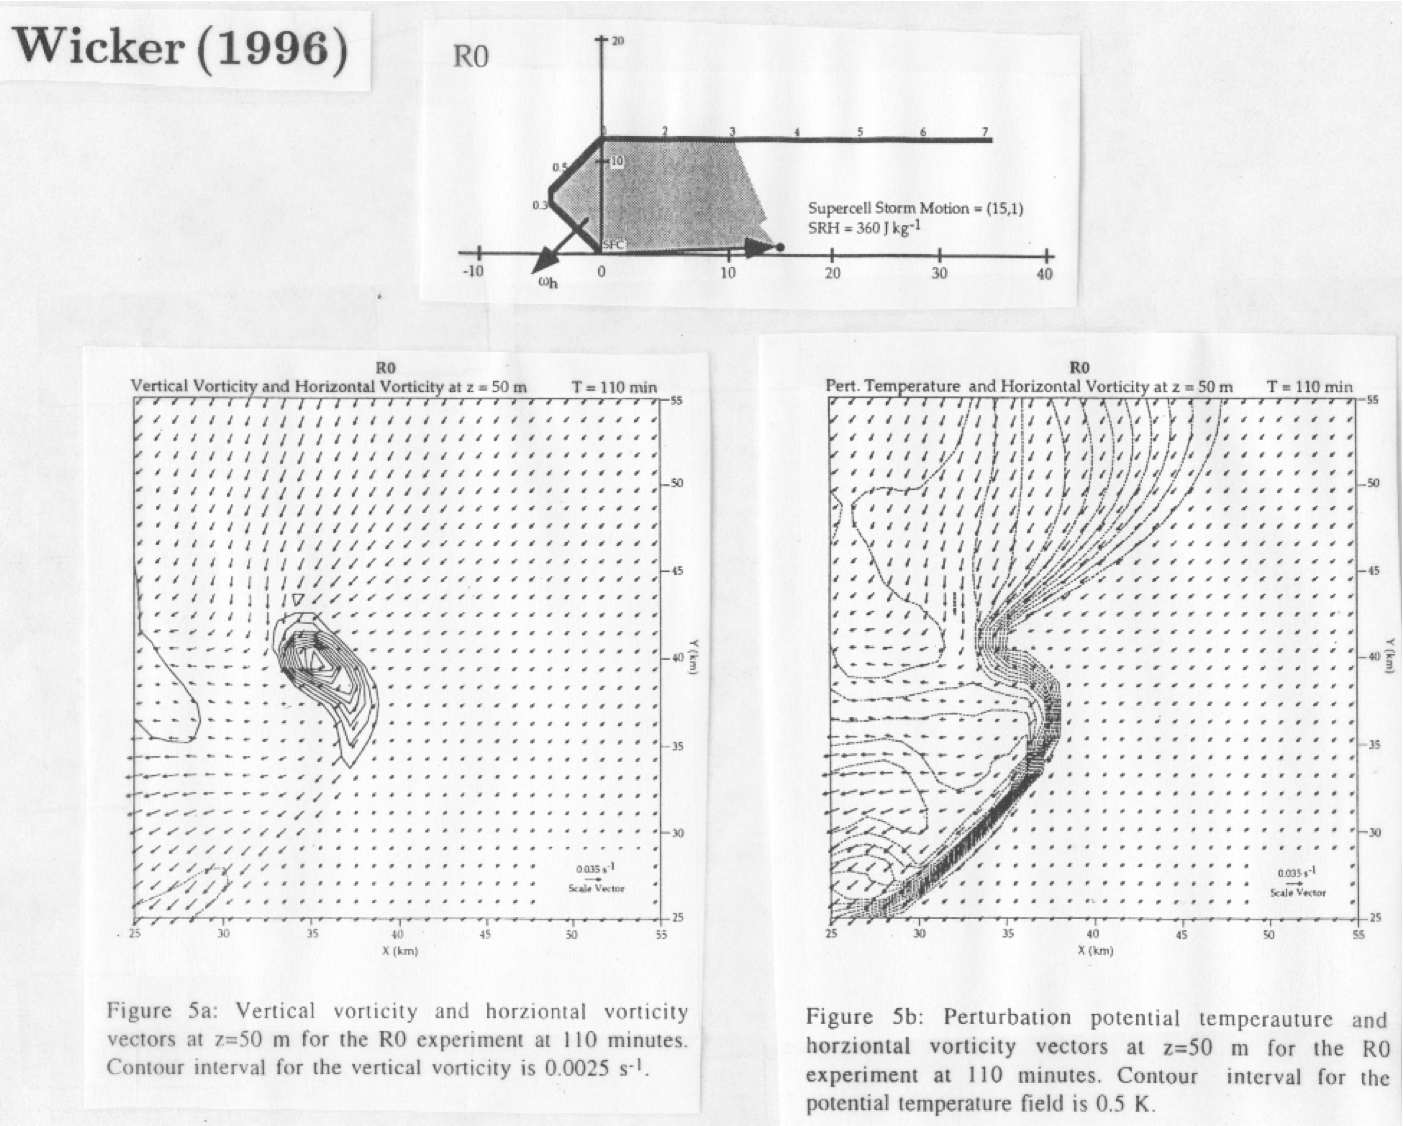 Wicker (1996)
R0
20
1 2 3 4 5 6 7
0.5
10
0.3
Supercell Storm Motion = (15,1)
SRH = 360 J kg-1
SFC
-10 0 10 20 30 40
ωh
R0
Vertical Vorticity and Horizontal Vorticity at z = 50 m T = 110 min
55
50
45
40
Y (km)
35
30
0.035 s-1
Scale Vector
25
25 30 35 40 45 50 55
X (km)
Figure 5a: Vertical vorticity and horziontal vorticity
vectors at z=50 m for the R0 experiment at 110 minutes.
Contour interval for the vertical vorticity is 0.0025 s-1.
R0
Pert. Temperature and Horizontal Vorticity at z = 50 m T = 110 min
55
50
45
40
Y (km)
35
30
0.035 s-1
Scale Vector
25
25 30 35 40 45 50 55
X (km)
Figure 5b: Perturbation potential temperauture and
horziontal vorticity vectors at z=50 m for the R0
experiment at 110 minutes. Contour interval for the
potential temperature field is 0.5 K.